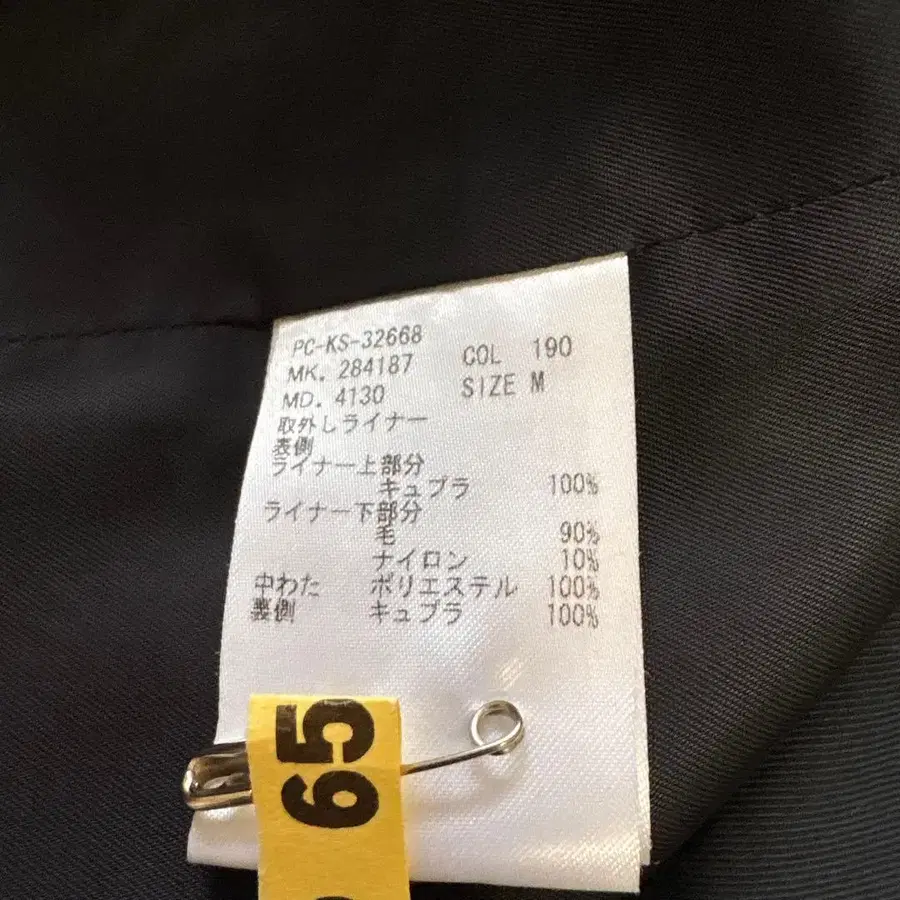 PC-KS-32668
MK. 284187 COL 190
MD. 4130 SIZE M
取外しライナー
表側
ライナー上部分
キュプラ 100%
ライナー下部分
毛 90%
ナイロン 10%
中わた ポリエステル 100%
裏側 キュプラ 100%
65